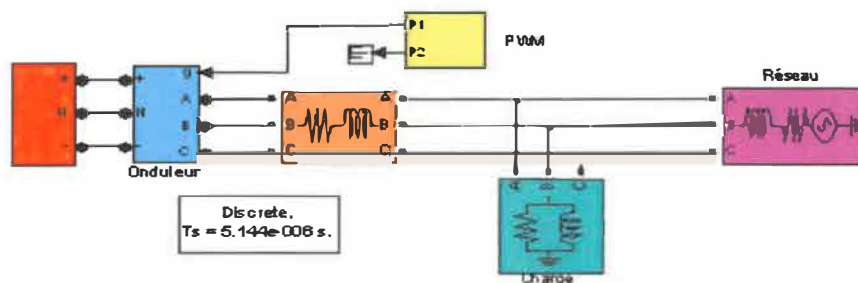 P1
P2
PWM
Réseau
+
N
-
+
N
-
g
A
B
C
Onduleur
A
B
C
A
B
C
A
B
C
A
B
C
Charge
Discrete,
Ts = 5.144e-006 s.